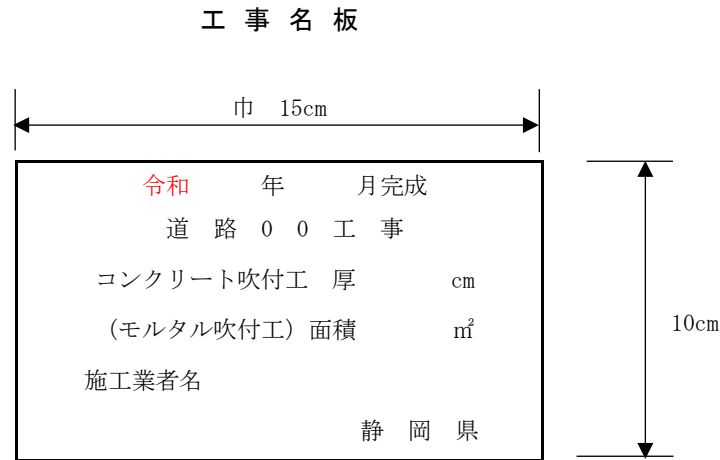 工 事 名 板
巾 15cm
令和 年 月完成
道 路 0 0 工 事
コンクリート吹付工 厚 cm
(モルタル吹付工)面積 ㎡
10cm
施工業者名
静 岡 県